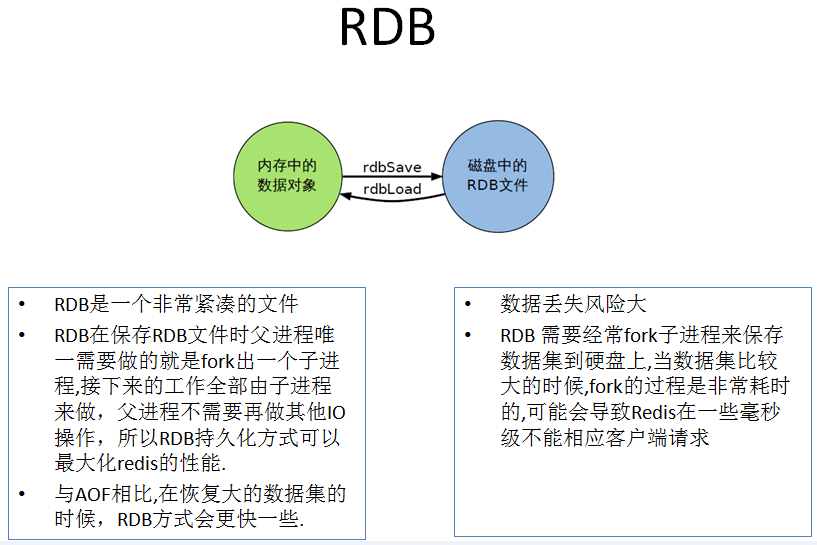 RDB
内存中的
数据对象
rdbSave
rdbLoad
磁盘中的
RDB文件
• RDB是一个非常紧凑的文件
• RDB在保存RDB文件时父进程唯
一需要做的就是fork出一个子进
程,接下来的工作全部由子进程
来做，父进程不需要再做其他IO
操作，所以RDB持久化方式可以
最大化redis的性能.
• 与AOF相比,在恢复大的数据集的
时候，RDB方式会更快一些.
• 数据丢失风险大
• RDB 需要经常fork子进程来保存
数据集到硬盘上,当数据集比较
大的时候,fork的过程是非常耗时
的,可能会导致Redis在一些毫秒
级不能相应客户端请求